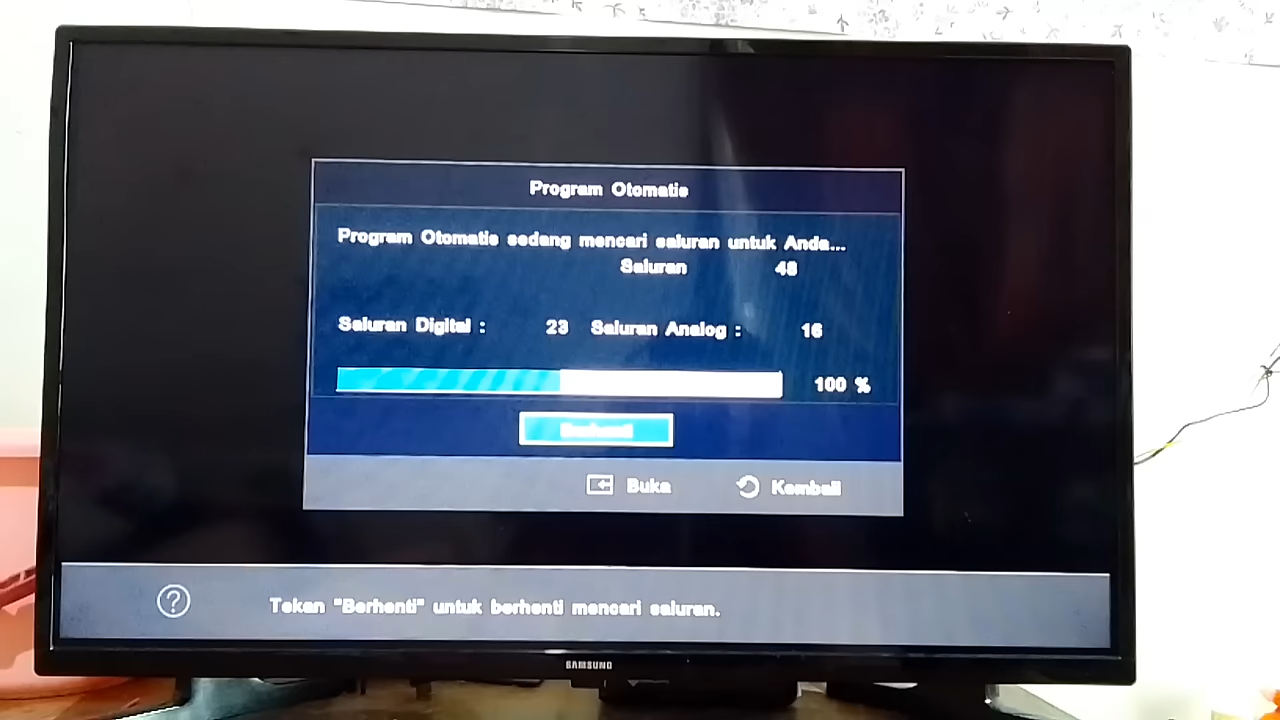 Program Otomatis
Program Otomatis sedang mencari saluran untuk Anda...
Saluran 48
Saluran Digital : 23 Saluran Analog : 16
100 %
Berhenti
Buka Kembali
Tekan "Berhenti" untuk berhenti mencari saluran.
SAMSUNG